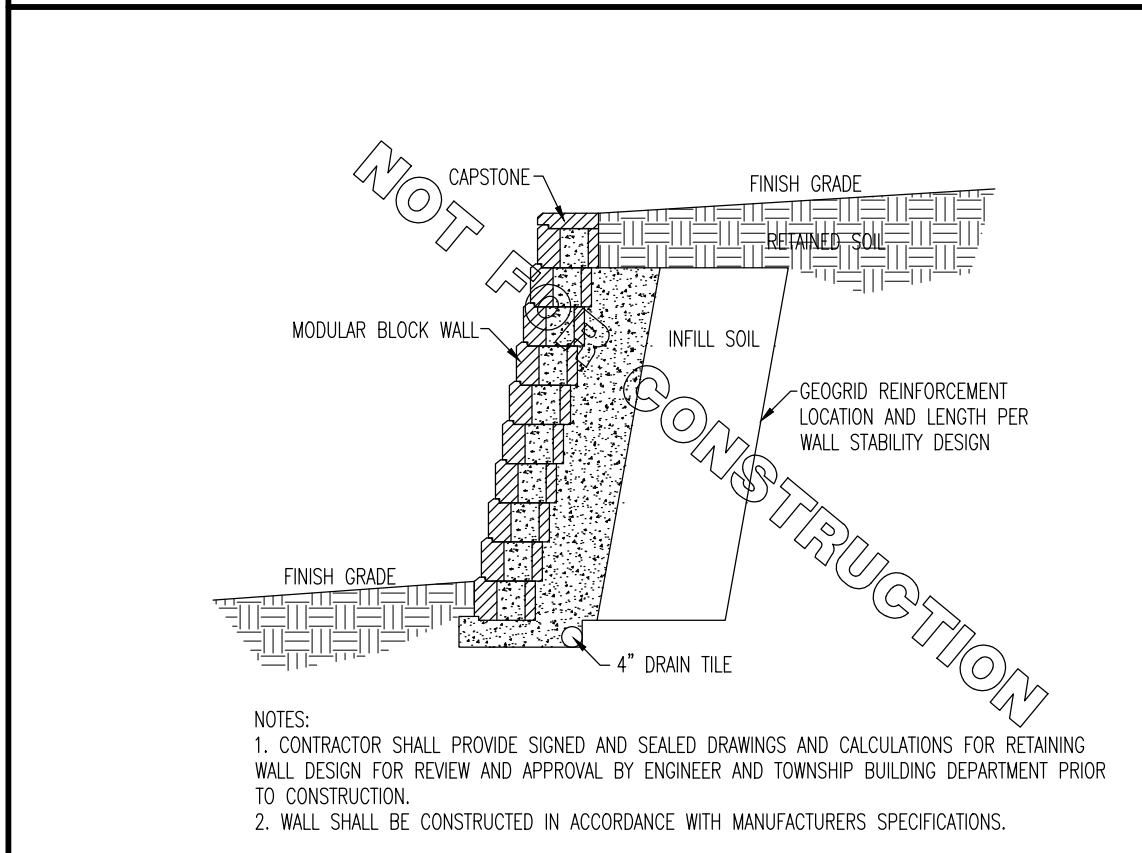 CAPSTONE
FINISH GRADE
RETAINED SOIL
MODULAR BLOCK WALL
INFILL SOIL
GEOGRID REINFORCEMENT
LOCATION AND LENGTH PER
WALL STABILITY DESIGN
FINISH GRADE
4" DRAIN TILE
NOT FOR CONSTRUCTION
NOTES:
1. CONTRACTOR SHALL PROVIDE SIGNED AND SEALED DRAWINGS AND CALCULATIONS FOR RETAINING
WALL DESIGN FOR REVIEW AND APPROVAL BY ENGINEER AND TOWNSHIP BUILDING DEPARTMENT PRIOR
TO CONSTRUCTION.
2. WALL SHALL BE CONSTRUCTED IN ACCORDANCE WITH MANUFACTURERS SPECIFICATIONS.